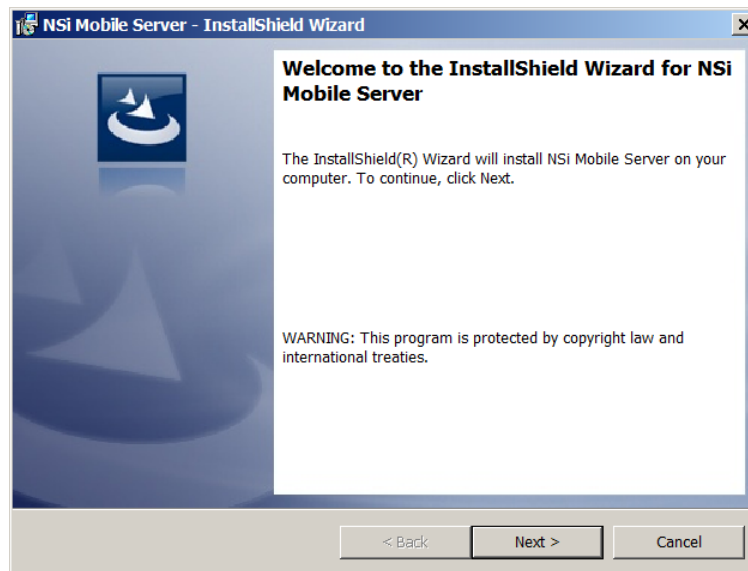 NSi Mobile Server - InstallShield Wizard
Welcome to the InstallShield Wizard for NSi
Mobile Server
The InstallShield(R) Wizard will install NSi Mobile Server on your
computer. To continue, click Next.
WARNING: This program is protected by copyright law and
international treaties.
< Back Next > Cancel